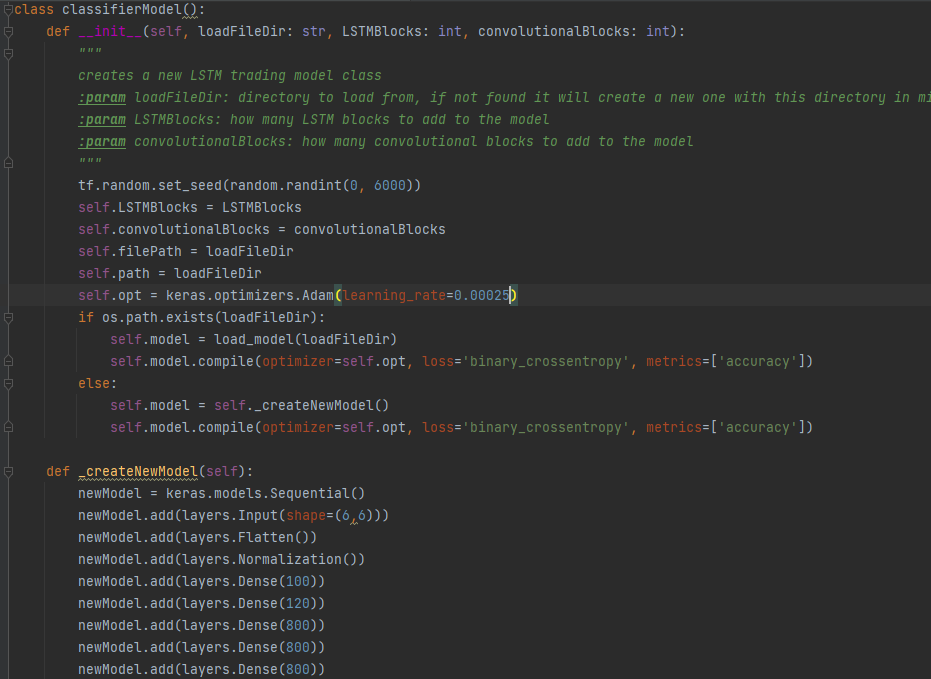 class classifierModel():
    def __init__(self, loadFileDir: str, LSTMBlocks: int, convolutionalBlocks: int):
        """
        creates a new LSTM trading model class
        :param loadFileDir: directory to load from, if not found it will create a new one with this directory in
        :param LSTMBlocks: how many LSTM blocks to add to the model
        :param convolutionalBlocks: how many convolutional blocks to add to the model
        """
        tf.random.set_seed(random.randint(0, 6000))
        self.LSTMBlocks = LSTMBlocks
        self.convolutionalBlocks = convolutionalBlocks
        self.filePath = loadFileDir
        self.path = loadFileDir
        self.opt = keras.optimizers.Adam(learning_rate=0.00025)
        if os.path.exists(loadFileDir):
            self.model = load_model(loadFileDir)
            self.model.compile(optimizer=self.opt, loss='binary_crossentropy', metrics=['accuracy'])
        else:
            self.model = self._createNewModel()
            self.model.compile(optimizer=self.opt, loss='binary_crossentropy', metrics=['accuracy'])

    def _createNewModel(self):
        newModel = keras.models.Sequential()
        newModel.add(layers.Input(shape=(6,6)))
        newModel.add(layers.Flatten())
        newModel.add(layers.Normalization())
        newModel.add(layers.Dense(100))
        newModel.add(layers.Dense(120))
        newModel.add(layers.Dense(800))
        newModel.add(layers.Dense(800))
        newModel.add(layers.Dense(800))